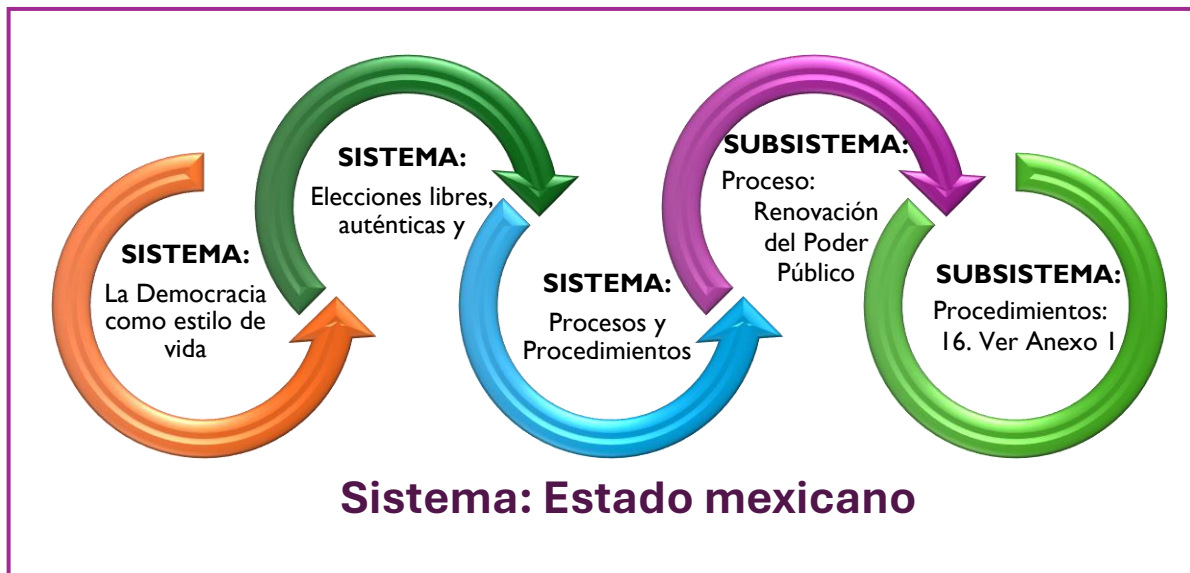 SISTEMA:
La Democracia
como estilo de
vida
SISTEMA:
Elecciones libres,
auténticas y
SISTEMA:
Procesos y
Procedimientos
SUBSISTEMA:
Proceso:
Renovación
del Poder
Público
SUBSISTEMA:
Procedimientos:
16. Ver Anexo 1
Sistema: Estado mexicano